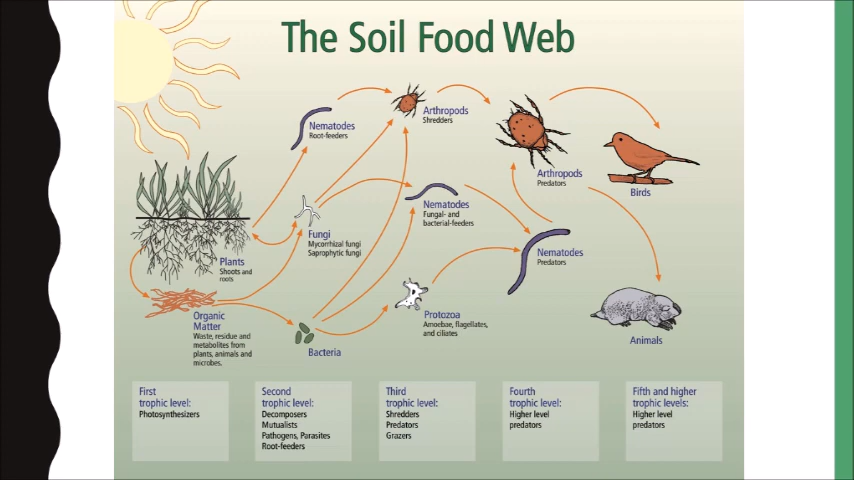 The Soil Food Web
Nematodes
Root-feeders
Arthropods
Shredders
Arthropods
Predators
Birds
Nematodes
Fungal- and
bacterial-feeders
Fungi
Mycorrhizal fungi
Saprophytic fungi
Nematodes
Predators
Plants
Shoots and
roots
Organic
Matter
Waste, residue and
metabolites from
plants, animals and
microbes.
Bacteria
Protozoa
Amoebae, flagellates,
and ciliates
Animals
First
trophic level:
Photosynthesizers
Second
trophic level:
Decomposers
Mutualists
Pathogens, Parasites
Root-feeders
Third
trophic level:
Shredders
Predators
Grazers
Fourth
trophic level:
Higher level
predators
Fifth and higher
trophic levels:
Higher level
predators